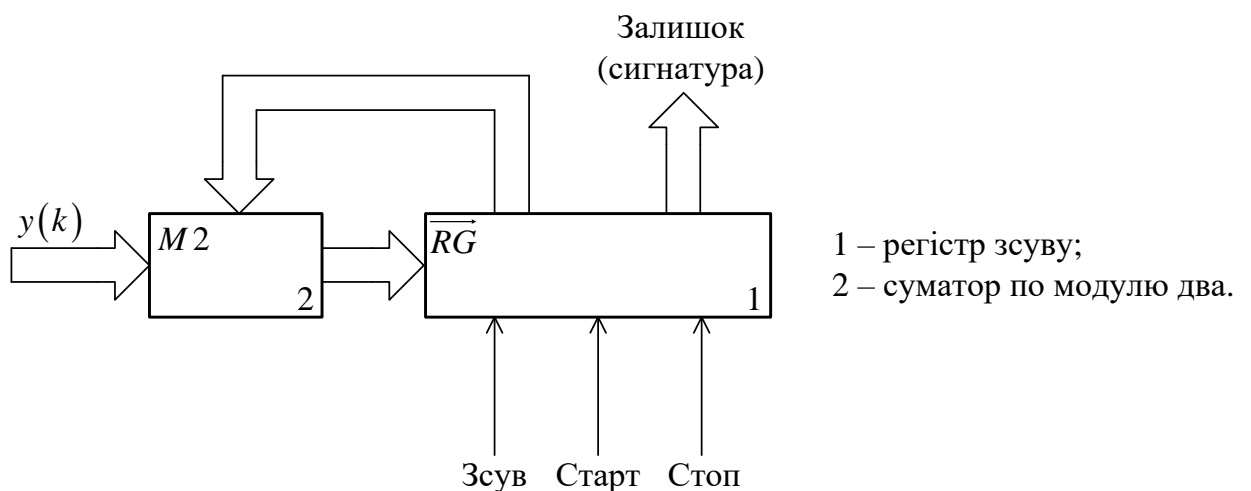 Залишок
(сигнатура)
y(k)
M2
2
RG
1
1 – регістр зсуву;
2 – суматор по модулю два.
Зсув Старт Стоп